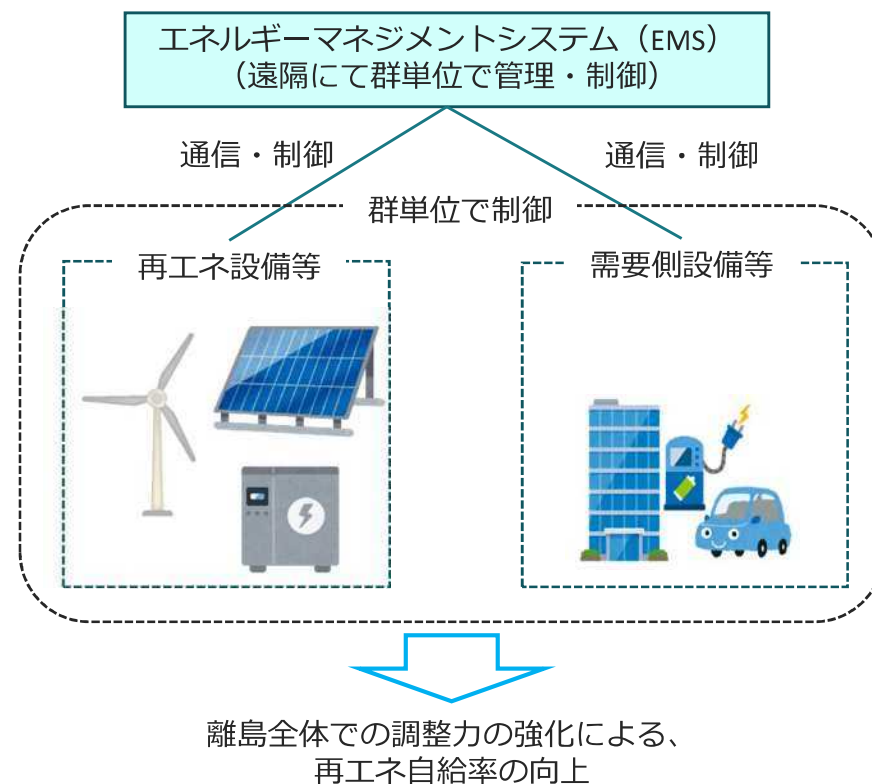 エネルギーマネジメントシステム（EMS）
（遠隔にて群単位で管理・制御）
通信・制御
通信・制御
群単位で制御
再エネ設備等
需要側設備等
離島全体での調整力の強化による、
再エネ自給率の向上